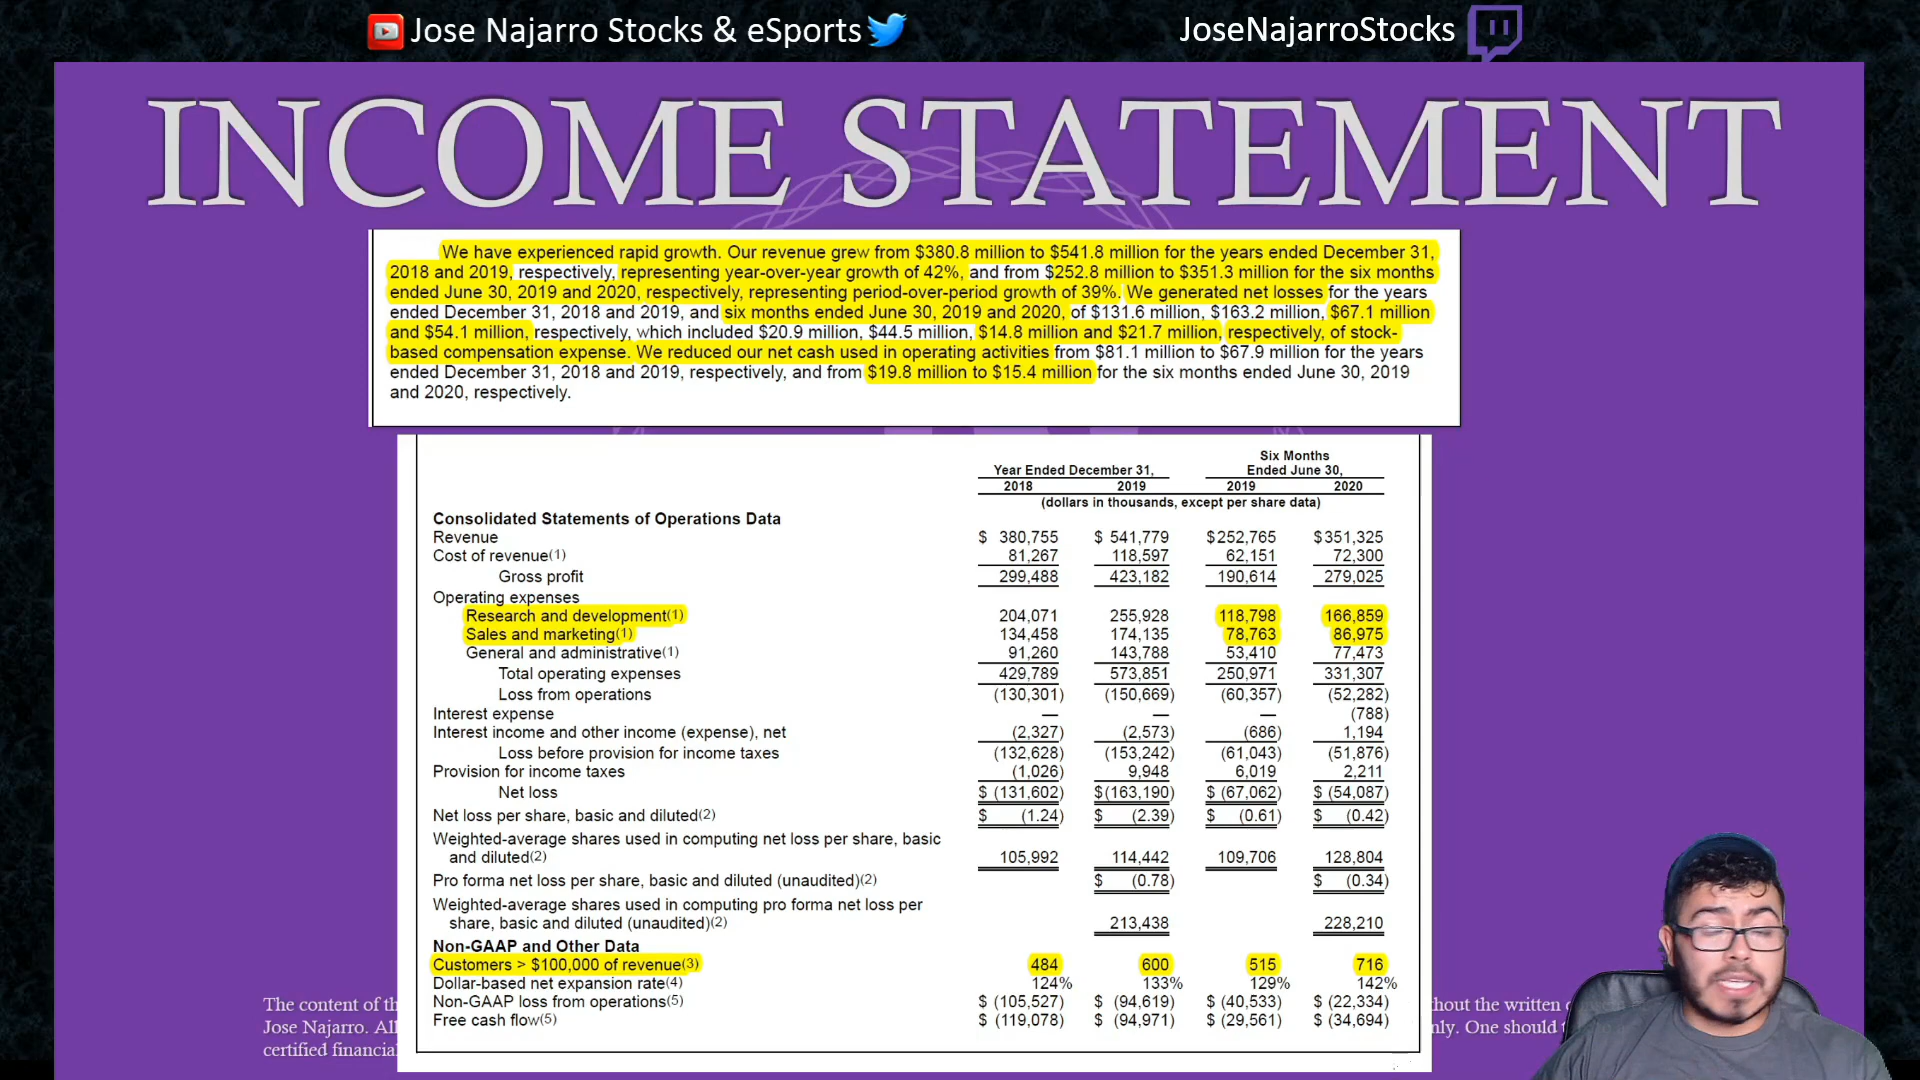 Jose Najarro Stocks & eSports
JoseNajarroStocks
INCOME STATEMENT
We have experienced rapid growth. Our revenue grew from $380.8 million to $541.8 million for the years ended December 31,
2018 and 2019, respectively, representing year-over-year growth of 42%, and from $252.8 million to $351.3 million for the six months
ended June 30, 2019 and 2020, respectively, representing period-over-period growth of 39%. We generated net losses for the years
ended December 31, 2018 and 2019, and six months ended June 30, 2019 and 2020, of $131.6 million, $163.2 million, $67.1 million
and $54.1 million, respectively, which included $20.9 million, $44.5 million, $14.8 million and $21.7 million, respectively, of stock-
based compensation expense. We reduced our net cash used in operating activities from $81.1 million to $67.9 million for the years
ended December 31, 2018 and 2019, respectively, and from $19.8 million to $15.4 million for the six months ended June 30, 2019
and 2020, respectively.
Six Months
Year Ended December 31, Ended June 30,
2018 2019 2019 2020
(dollars in thousands, except per share data)
Consolidated Statements of Operations Data
Revenue $ 380,755 $ 541,779 $252,765 $351,325
Cost of revenue(1) 81,267 118,597 62,151 72,300
Gross profit 299,488 423,182 190,614 279,025
Operating expenses
Research and development(1) 204,071 255,928 118,798 166,859
Sales and marketing(1) 134,458 174,135 78,763 86,975
General and administrative(1) 91,260 143,788 53,410 77,473
Total operating expenses 429,789 573,851 250,971 331,307
Loss from operations (130,301) (150,669) (60,357) (52,282)
Interest expense — — — (788)
Interest income and other income (expense), net (2,327) (2,573) (686) 1,194
Loss before provision for income taxes (132,628) (153,242) (61,043) (51,876)
Provision for income taxes (1,026) 9,948 6,019 2,211
Net loss $ (131,602) $(163,190) $ (67,062) $ (54,087)
Net loss per share, basic and diluted(2) $ (1.24) $ (2.39) $ (0.61) $ (0.42)
Weighted-average shares used in computing net loss per share, basic
and diluted(2) 105,992 114,442 109,706 128,804
Pro forma net loss per share, basic and diluted (unaudited)(2) $ (0.78) $ (0.34)
Weighted-average shares used in computing pro forma net loss per
share, basic and diluted (unaudited)(2) 213,438 228,210
Non-GAAP and Other Data
Customers > $100,000 of revenue(3) 484 600 515 716
Dollar-based net expansion rate(4) 124% 133% 129% 142%
Non-GAAP loss from operations(5) $ (105,527) $ (94,619) $ (40,533) $ (22,334)
Free cash flow(5) $ (119,078) $ (94,971) $ (29,561) $ (34,694)
The content of th hout the written
Jose Najarro. All nly. One should
certified financia